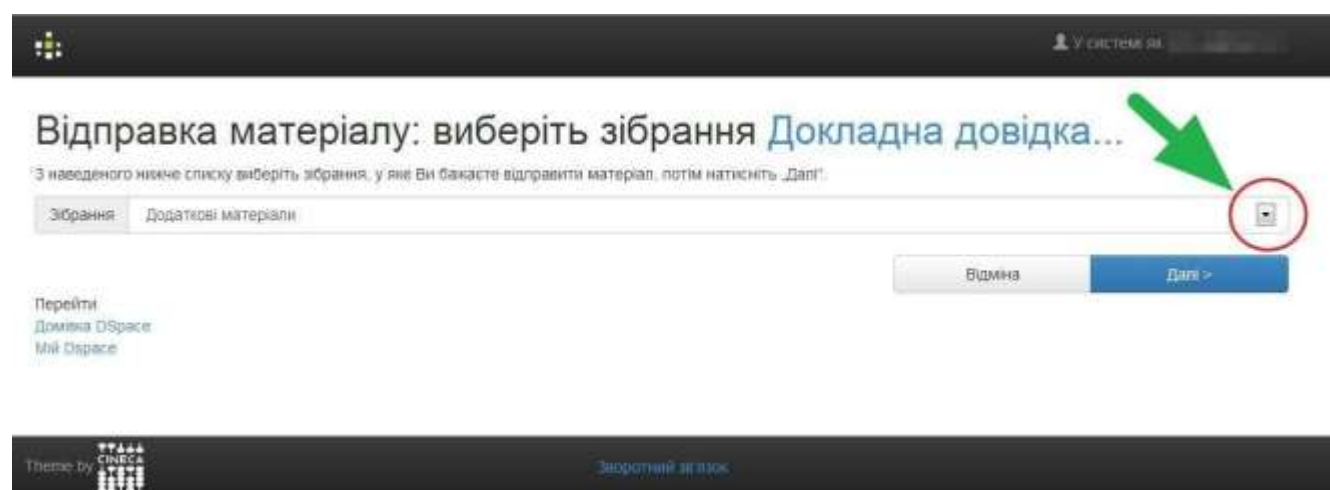 У системі як
Відправка матеріалу: виберіть зібрання Докладна довідка...
З наведеного нижче списку виберіть зібрання, у яке Ви бажаєте відправити матеріал, потім натисніть „Далі“.
Зібрання Додаткові матеріали
Відміна Далі >
Перейти
Домівка DSpace
Мій Dspace
Theme by CINECA
Зворотний зв'язок